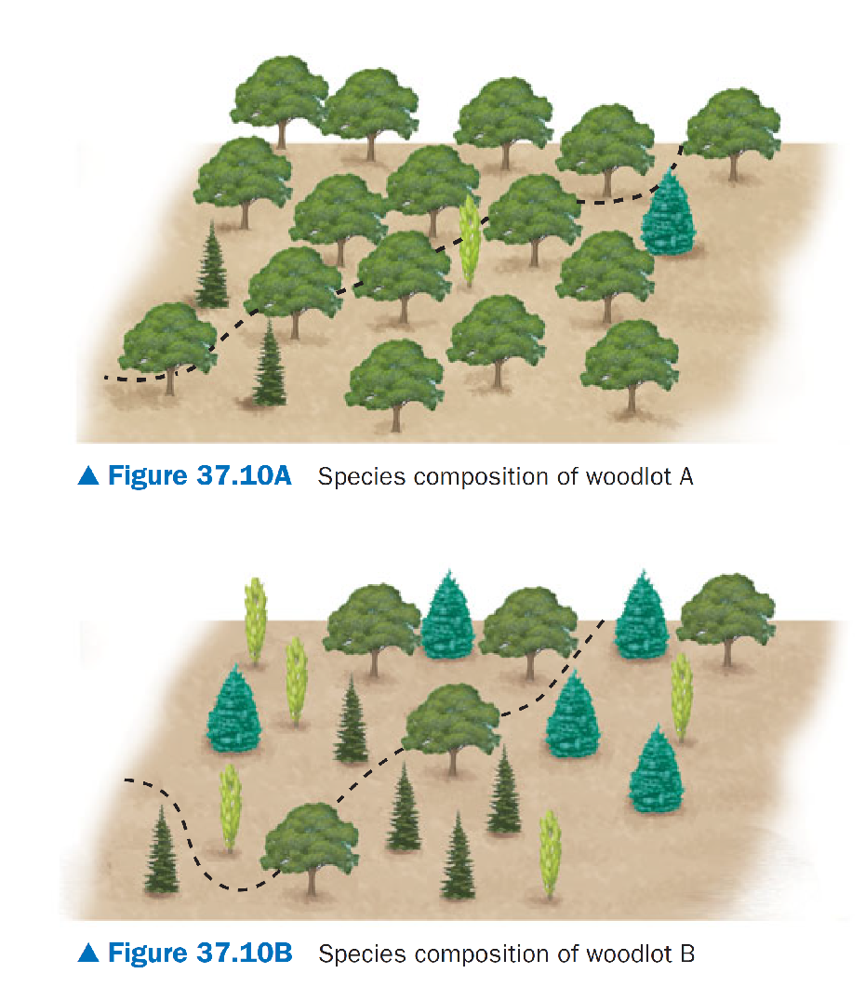 ▲ Figure 37.10A Species composition of woodlot A
▲ Figure 37.10B Species composition of woodlot B